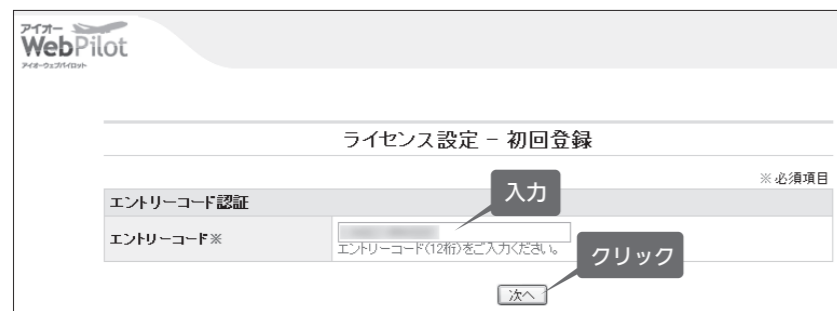 アイオー
WebPilot
アイオーウェブパイロット
ライセンス設定 － 初回登録
※必須項目
エントリーコード認証
入力
エントリーコード※
エントリーコード(12桁)をご入力ください。
クリック
次へ